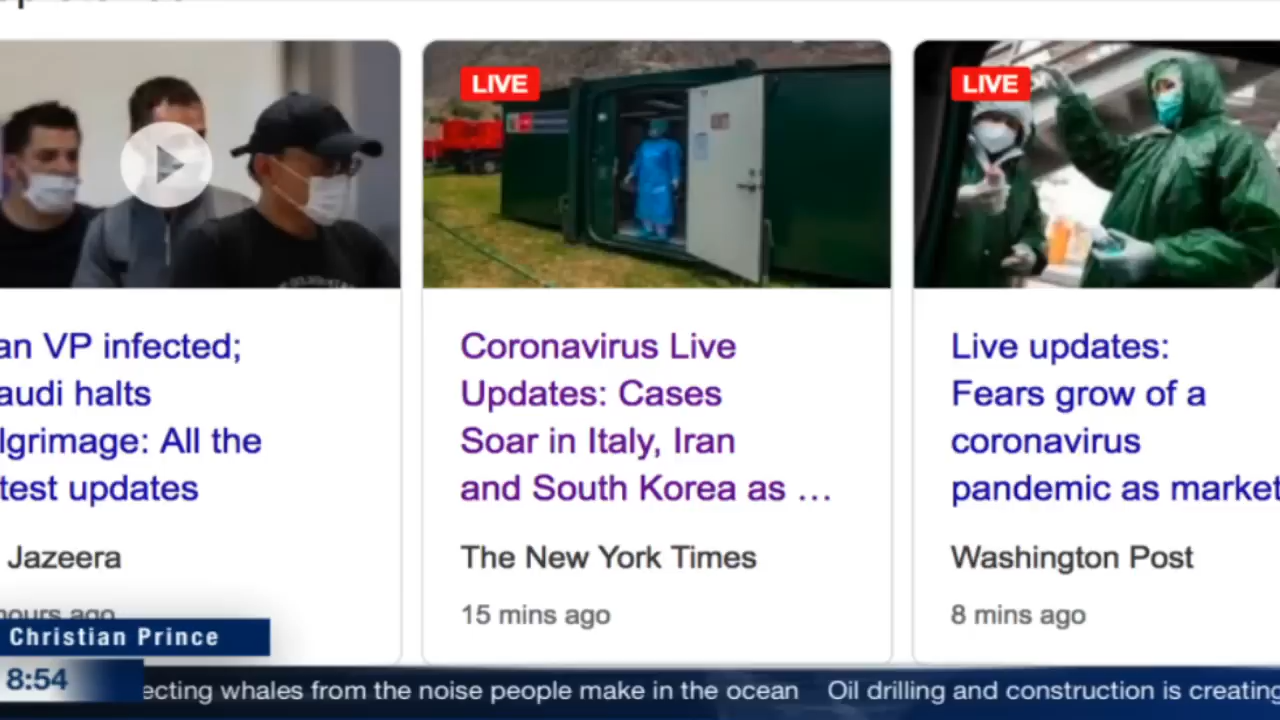 LIVE
LIVE
an VP infected;
audi halts
lgrimage: All the
test updates
Jazeera
hours ago
Coronavirus Live
Updates: Cases
Soar in Italy, Iran
and South Korea as ...
The New York Times
15 mins ago
Live updates:
Fears grow of a
coronavirus
pandemic as market
Washington Post
8 mins ago
Christian Prince
8:54
ecting whales from the noise people make in the ocean Oil drilling and construction is creating